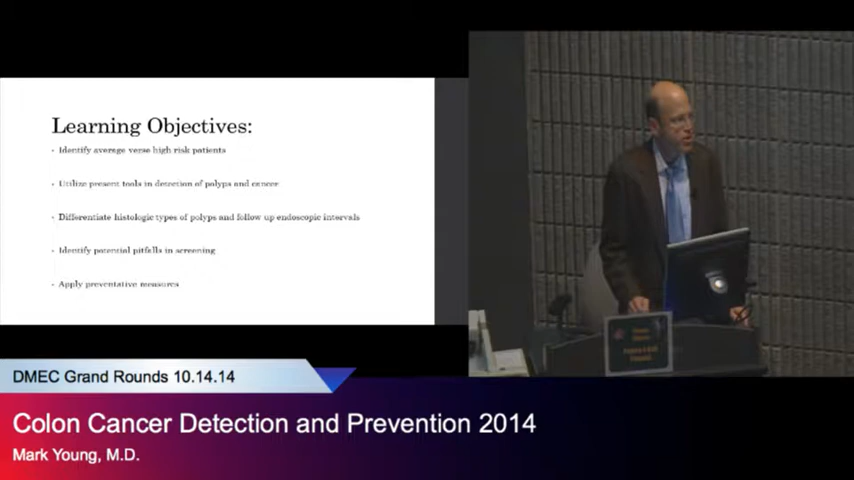 Learning Objectives:
• Identify average verse high risk patients
• Utilize present tools in detection of polyps and cancer
• Differentiate histologic types of polyps and follow up endoscopic intervals
• Identify potential pitfalls in screening
• Apply preventative measures
DMEC Grand Rounds 10.14.14
Colon Cancer Detection and Prevention 2014
Mark Young, M.D.